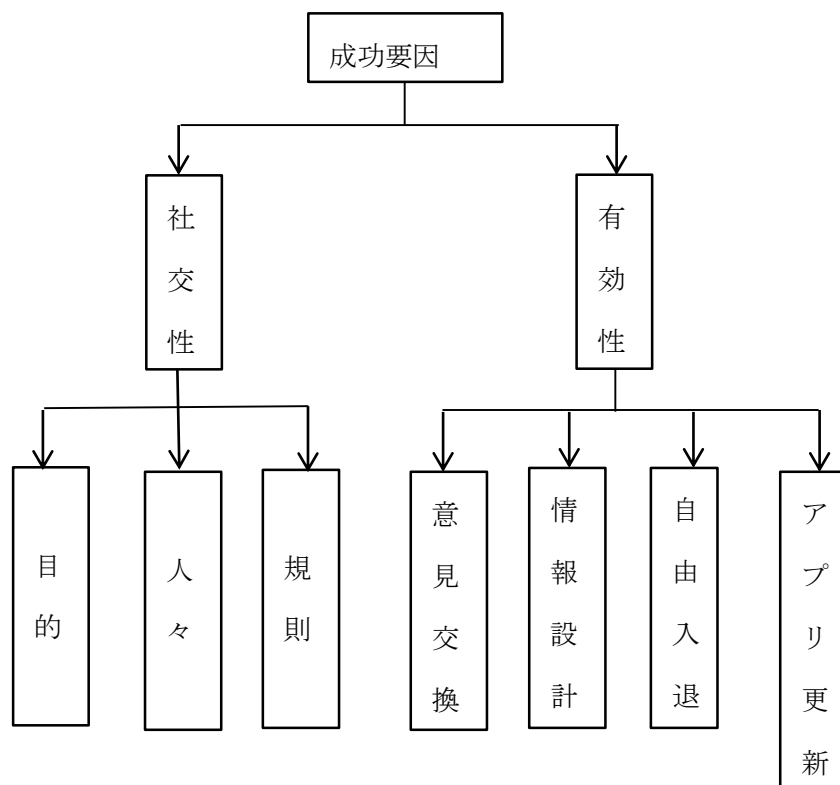 成功要因
社交性
有効性
目的
人々
規則
意見交換
情報設計
自由入退
アプリ更新